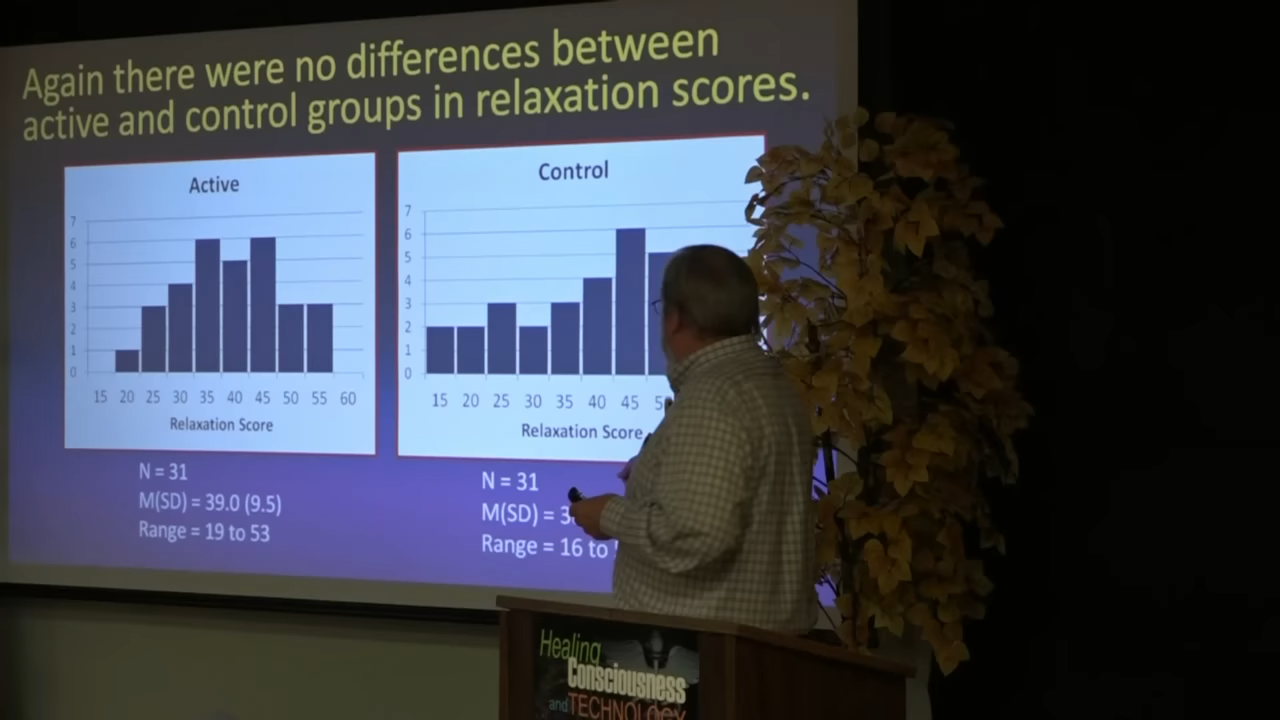 Again there were no differences between
active and control groups in relaxation scores.
Active
7
6
5
4
3
2
1
0
15 20 25 30 35 40 45 50 55 60
Relaxation Score
N = 31
M(SD) = 39.0 (9.5)
Range = 19 to 53
Control
7
6
5
4
3
2
1
0
15 20 25 30 35 40 45
Relaxation Score
N = 31
M(SD) =
Range = 16 to
Healing
Consciousness
and TECHNOLOGY